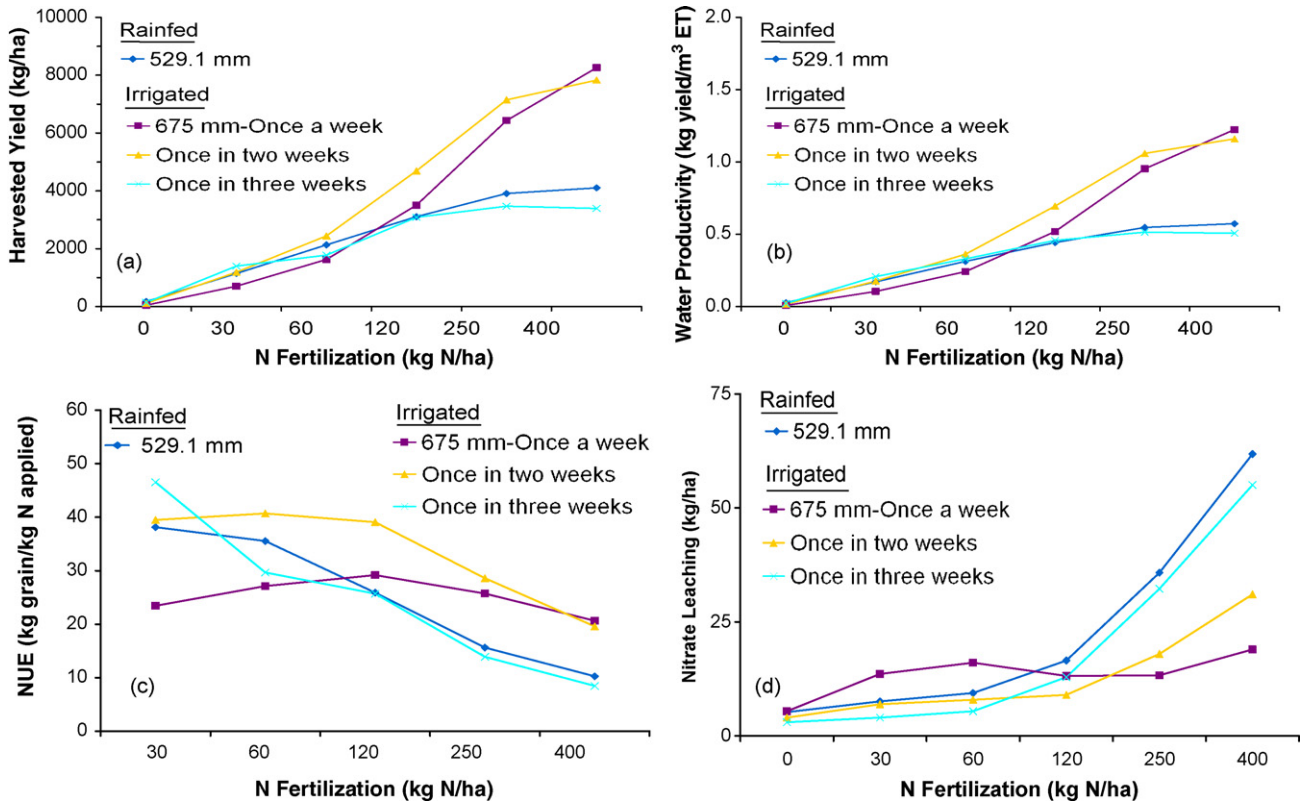 Harvested Yield (kg/ha)
10000
8000
6000
4000
2000
0
Rainfed
529.1 mm
Irrigated
675 mm-Once a week
Once in two weeks
Once in three weeks
(a)
0 30 60 120 250 400
N Fertilization (kg N/ha)
Water Productivity (kg yield/m³ ET)
2.0
1.5
1.0
0.5
0.0
Rainfed
529.1 mm
Irrigated
675 mm-Once a week
Once in two weeks
Once in three weeks
(b)
0 30 60 120 250 400
N Fertilization (kg N/ha)
NUE (kg grain/kg N applied)
60
50
40
30
20
10
0
Rainfed
529.1 mm
Irrigated
675 mm-Once a week
Once in two weeks
Once in three weeks
(c)
30 60 120 250 400
N Fertilization (kg N/ha)
Nitrate Leaching (kg/ha)
75
50
25
0
Rainfed
529.1 mm
Irrigated
675 mm-Once a week
Once in two weeks
Once in three weeks
(d)
0 30 60 120 250 400
N Fertilization (kg N/ha)